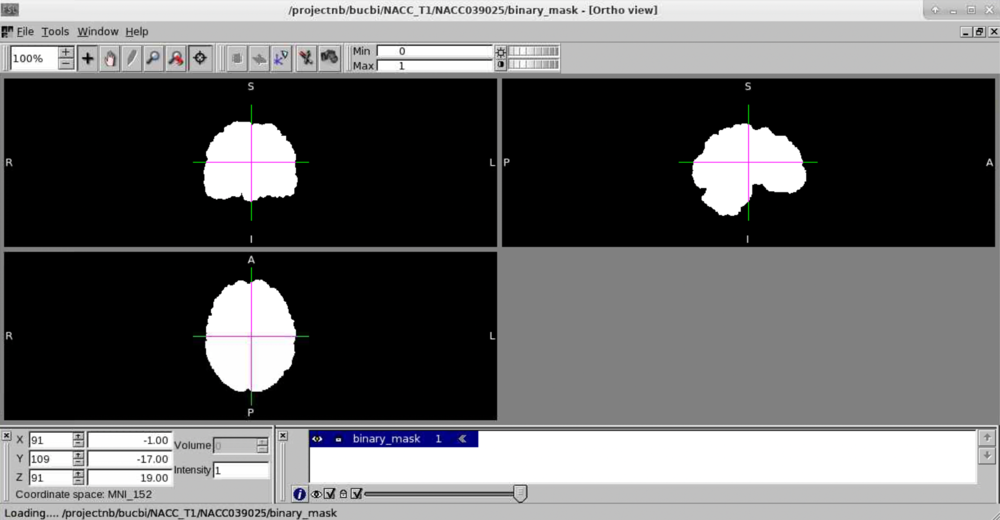 /projectnb/bucbi/NACC_T1/NACC039025/binary_mask - [Ortho view]
File Tools Window Help
100%
Min 0
Max 1
S
S
R
L
P
A
I
I
A
R
L
P
X 91 -1.00
Volume 0
Y 109 -17.00
Intensity 1
Z 91 19.00
Coordinate space: MNI_152
binary_mask 1
Loading.... /projectnb/bucbi/NACC_T1/NACC039025/binary_mask